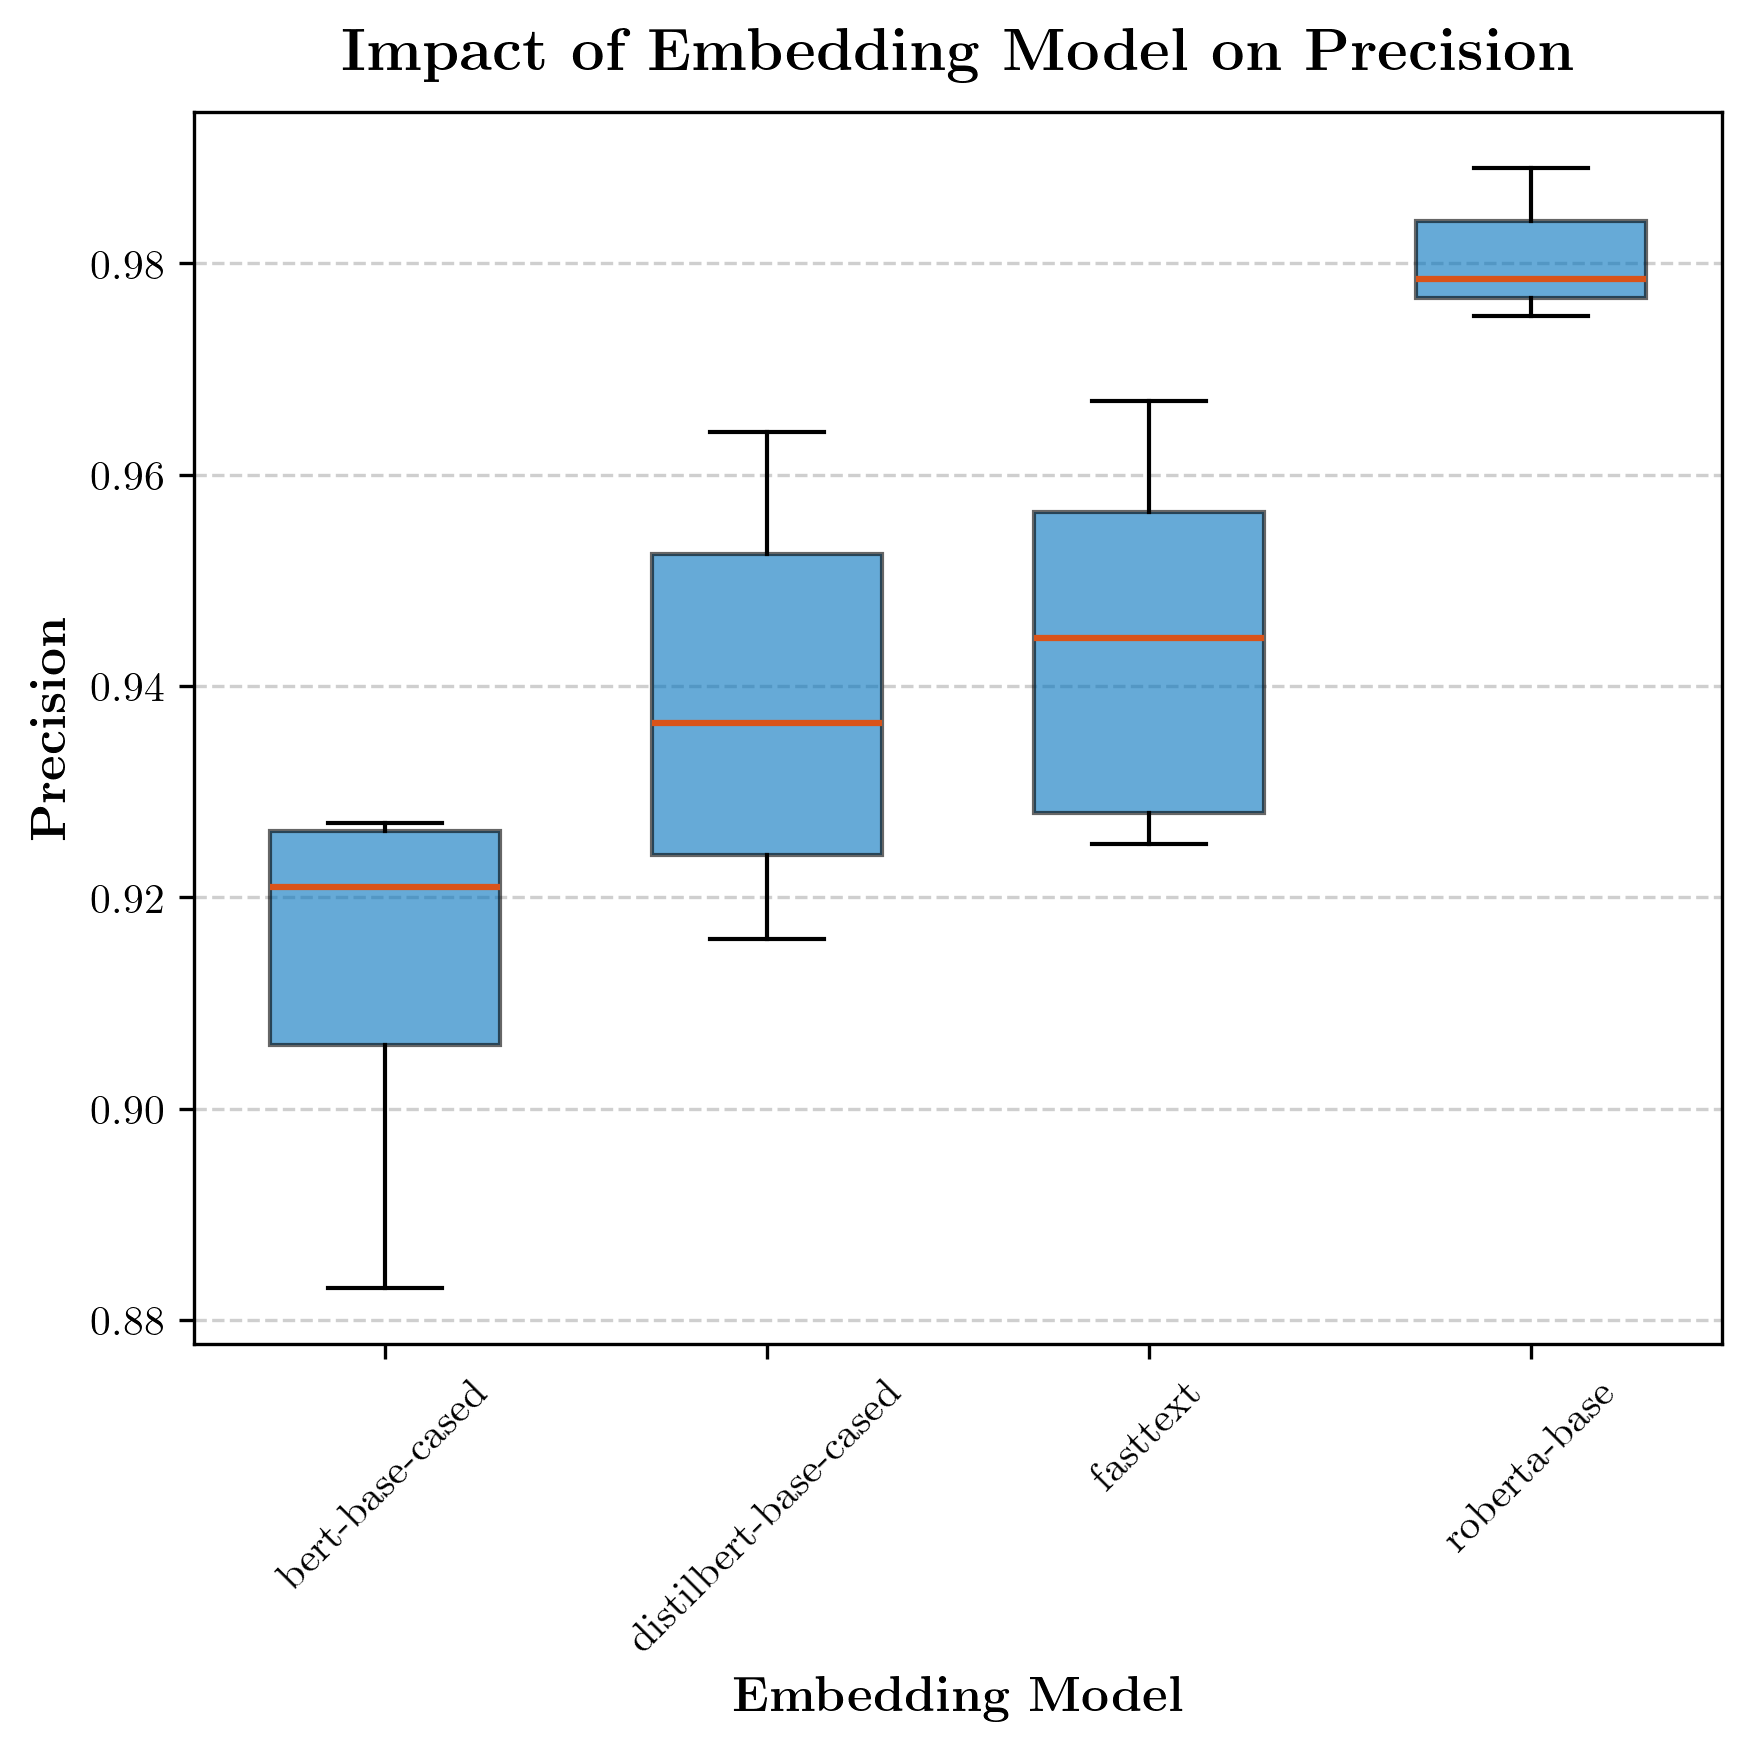 Impact of Embedding Model on Precision
Precision
0.98
0.96
0.94
0.92
0.90
0.88
bert-base-cased
distilbert-base-cased
fasttext
roberta-base
Embedding Model